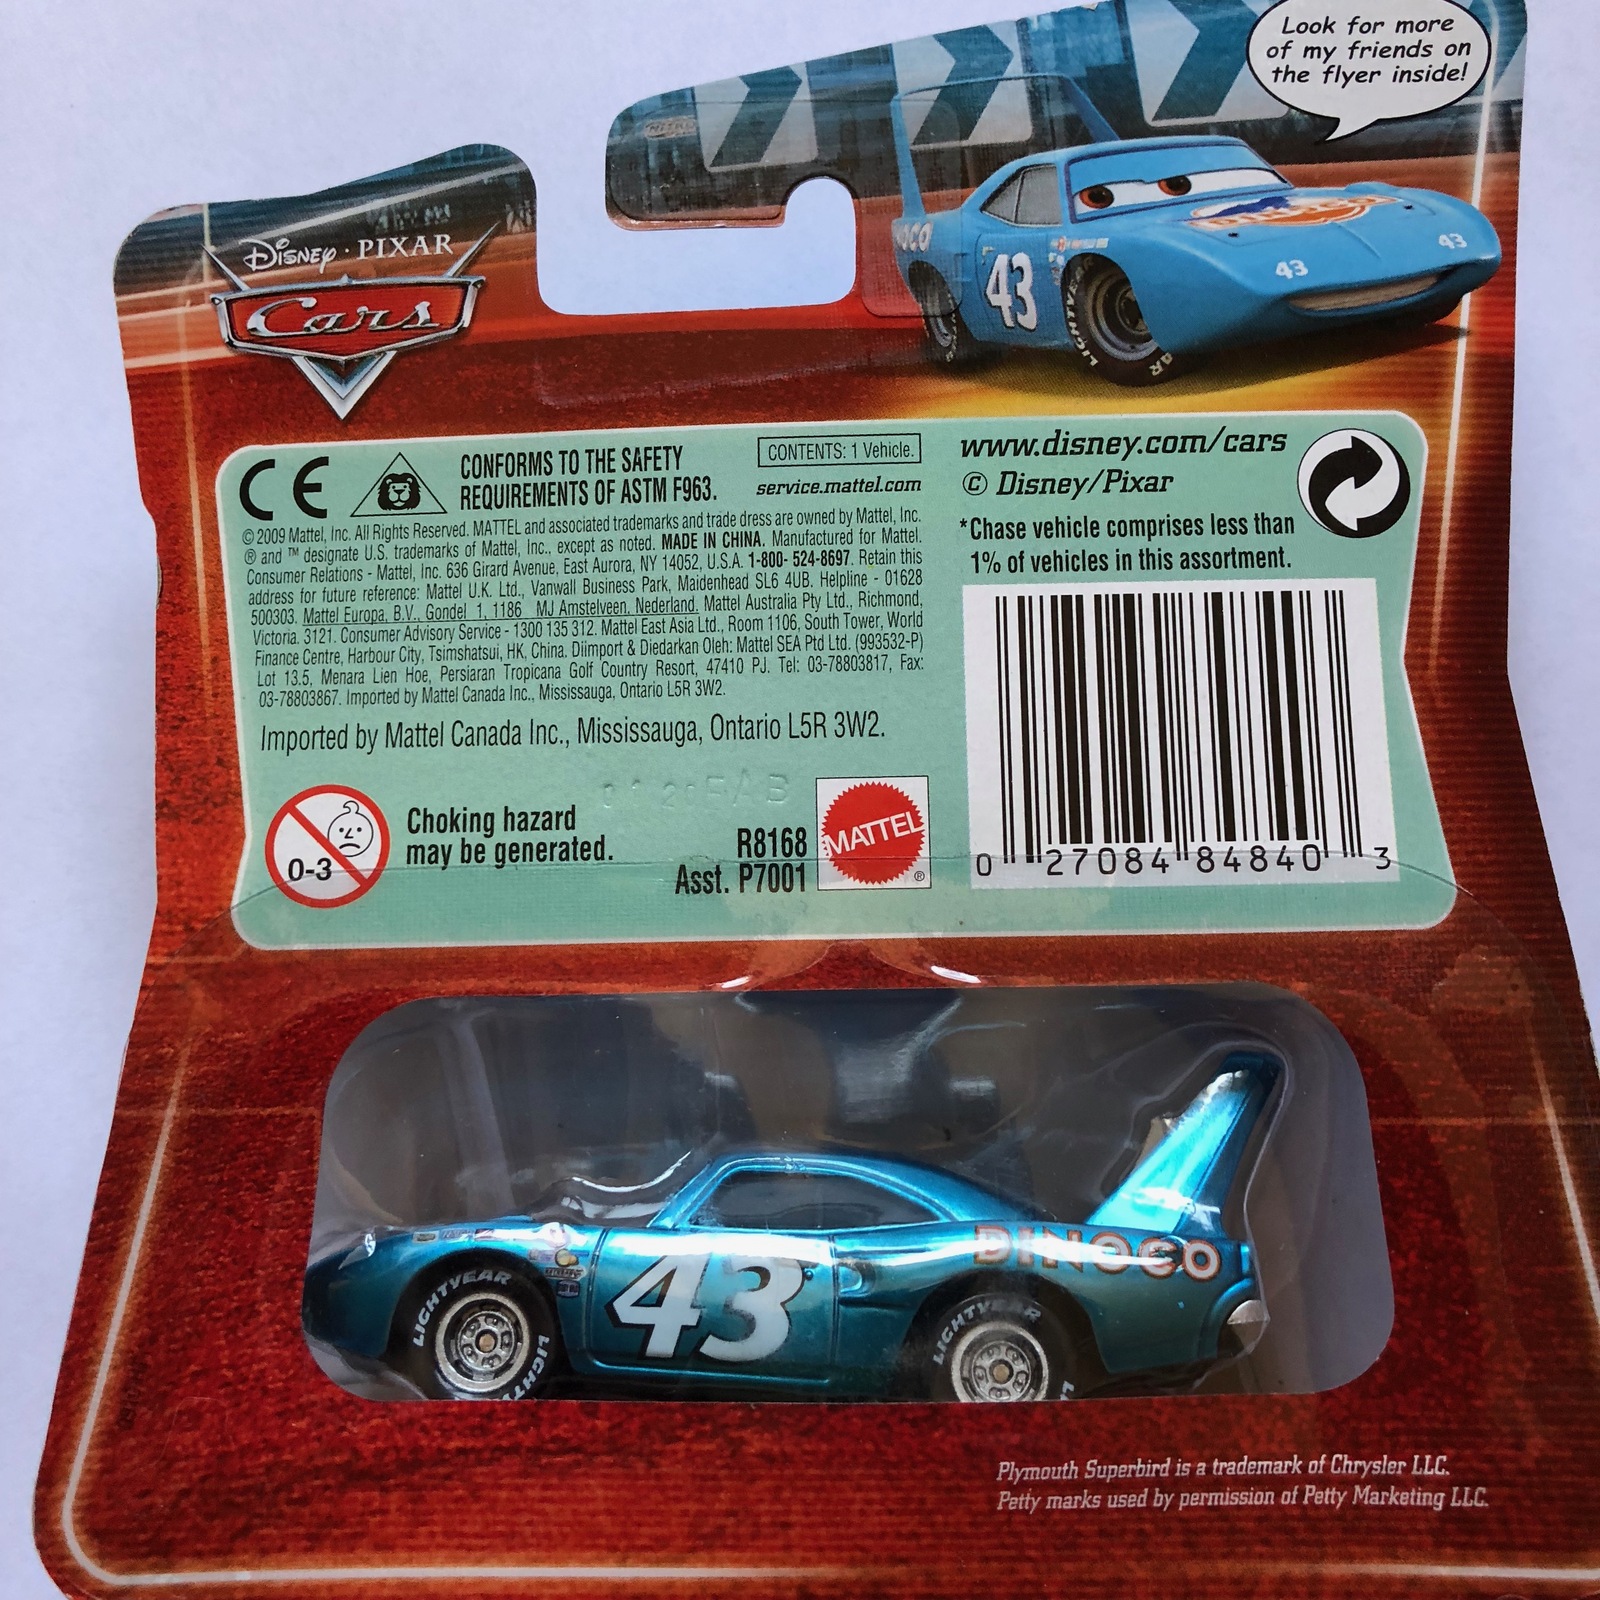 Look for more
of my friends on
the flyer inside!
Disney · PIXAR
Cars
DINOCO
43
43
43
LIGHTYEAR
CE
CONFORMS TO THE SAFETY
REQUIREMENTS OF ASTM F963.
CONTENTS: 1 Vehicle.
service.mattel.com
© 2009 Mattel, Inc. All Rights Reserved. MATTEL and associated trademarks and trade dress are owned by Mattel, Inc.
® and ™ designate U.S. trademarks of Mattel, Inc., except as noted. MADE IN CHINA. Manufactured for Mattel.
Consumer Relations - Mattel, Inc. 636 Girard Avenue, East Aurora, NY 14052, U.S.A. 1-800- 524-8697. Retain this
address for future reference: Mattel U.K. Ltd., Vanwall Business Park, Maidenhead SL6 4UB. Helpline - 01628
500303. Mattel Europa, B.V., Gondel 1, 1186 MJ Amstelveen, Nederland. Mattel Australia Pty Ltd., Richmond,
Victoria. 3121. Consumer Advisory Service - 1300 135 312. Mattel East Asia Ltd., Room 1106, South Tower, World
Finance Centre, Harbour City, Tsimshatsui, HK, China. Diimport & Diedarkan Oleh: Mattel SEA Ptd Ltd. (993532-P)
Lot 13.5, Menara Lien Hoe, Persiaran Tropicana Golf Country Resort, 47410 PJ. Tel: 03-78803817, Fax:
03-78803867. Imported by Mattel Canada Inc., Mississauga, Ontario L5R 3W2.
Imported by Mattel Canada Inc., Mississauga, Ontario L5R 3W2.
www.disney.com/cars
© Disney/Pixar
*Chase vehicle comprises less than
1% of vehicles in this assortment.
0 27084 84840 3
0-3
Choking hazard
may be generated.
R8168
Asst. P7001
MATTEL ®
LIGHTYEAR
43
DINOCO
LIGHTYEAR
Plymouth Superbird is a trademark of Chrysler LLC.
Petty marks used by permission of Petty Marketing LLC.